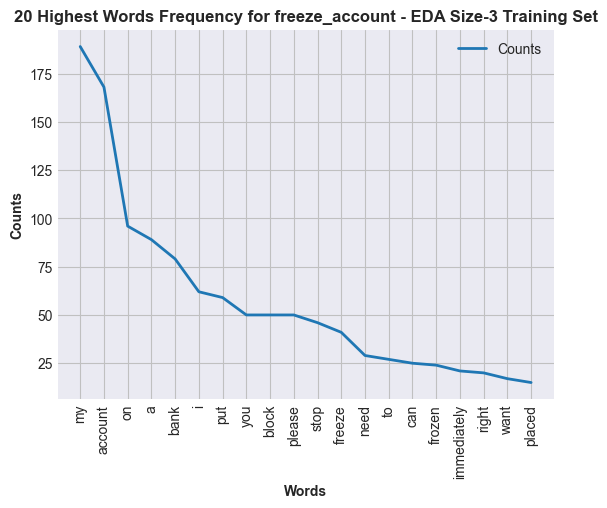 20 Highest Words Frequency for freeze_account - EDA Size-3 Training Set
Counts
175
150
125
100
75
50
25
Counts
my
account
on
a
bank
i
put
you
block
please
stop
freeze
need
to
can
frozen
immediately
right
want
placed
Words